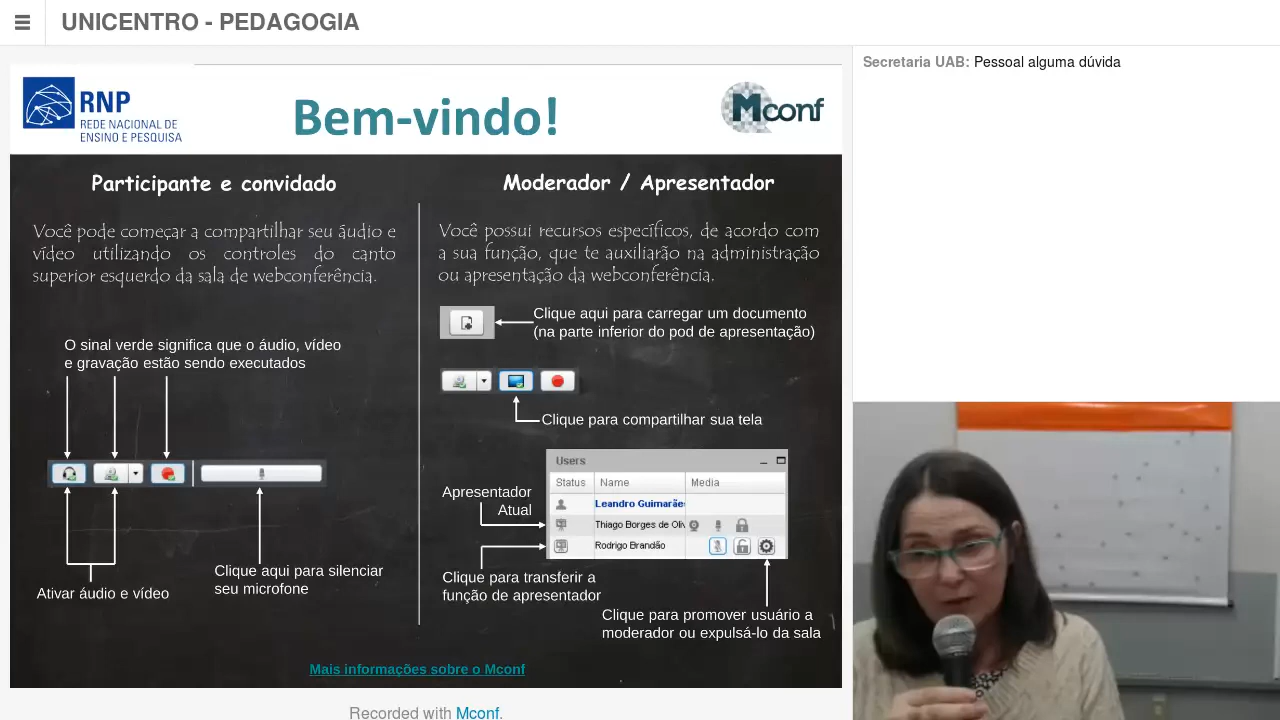 UNICENTRO - PEDAGOGIA
Secretaria UAB: Pessoal alguma dúvida
RNP
REDE NACIONAL DE
ENSINO E PESQUISA
Bem-vindo!
Mconf
Participante e convidado
Você pode começar a compartilhar seu áudio e
vídeo utilizando os controles do canto
superior esquerdo da sala de webconferência.
O sinal verde significa que o áudio, vídeo
e gravação estão sendo executados
Ativar áudio e vídeo
Clique aqui para silenciar
seu microfone
Moderador / Apresentador
Você possui recursos específicos, de acordo com
a sua função, que te auxiliarão na administração
ou apresentação da webconferência.
Clique aqui para carregar um documento
(na parte inferior do pod de apresentação)
Clique para compartilhar sua tela
Users
Status Name Media
Leandro Guimarães
Thiago Borges de Oliv
Rodrigo Brandão
Apresentador
Atual
Clique para transferir a
função de apresentador
Clique para promover usuário a
moderador ou expulsá-lo da sala
Mais informações sobre o Mconf
Recorded with Mconf.